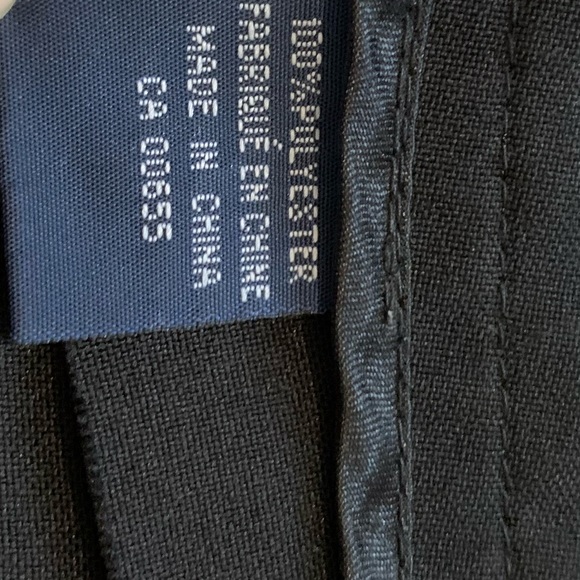 100% POLYESTER
FABRIQUÉ EN CHINE
MADE IN CHINA
CA 00655